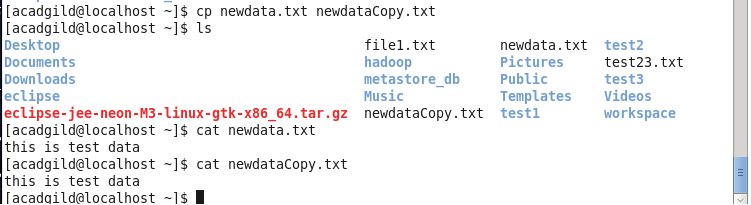 [acadgild@localhost ~]$ cp newdata.txt newdataCopy.txt
[acadgild@localhost ~]$ ls
Desktop file1.txt newdata.txt test2
Documents hadoop Pictures test23.txt
Downloads metastore_db Public test3
eclipse Music Templates Videos
eclipse-jee-neon-M3-linux-gtk-x86_64.tar.gz newdataCopy.txt test1 workspace
[acadgild@localhost ~]$ cat newdata.txt
this is test data
[acadgild@localhost ~]$ cat newdataCopy.txt
this is test data
[acadgild@localhost ~]$